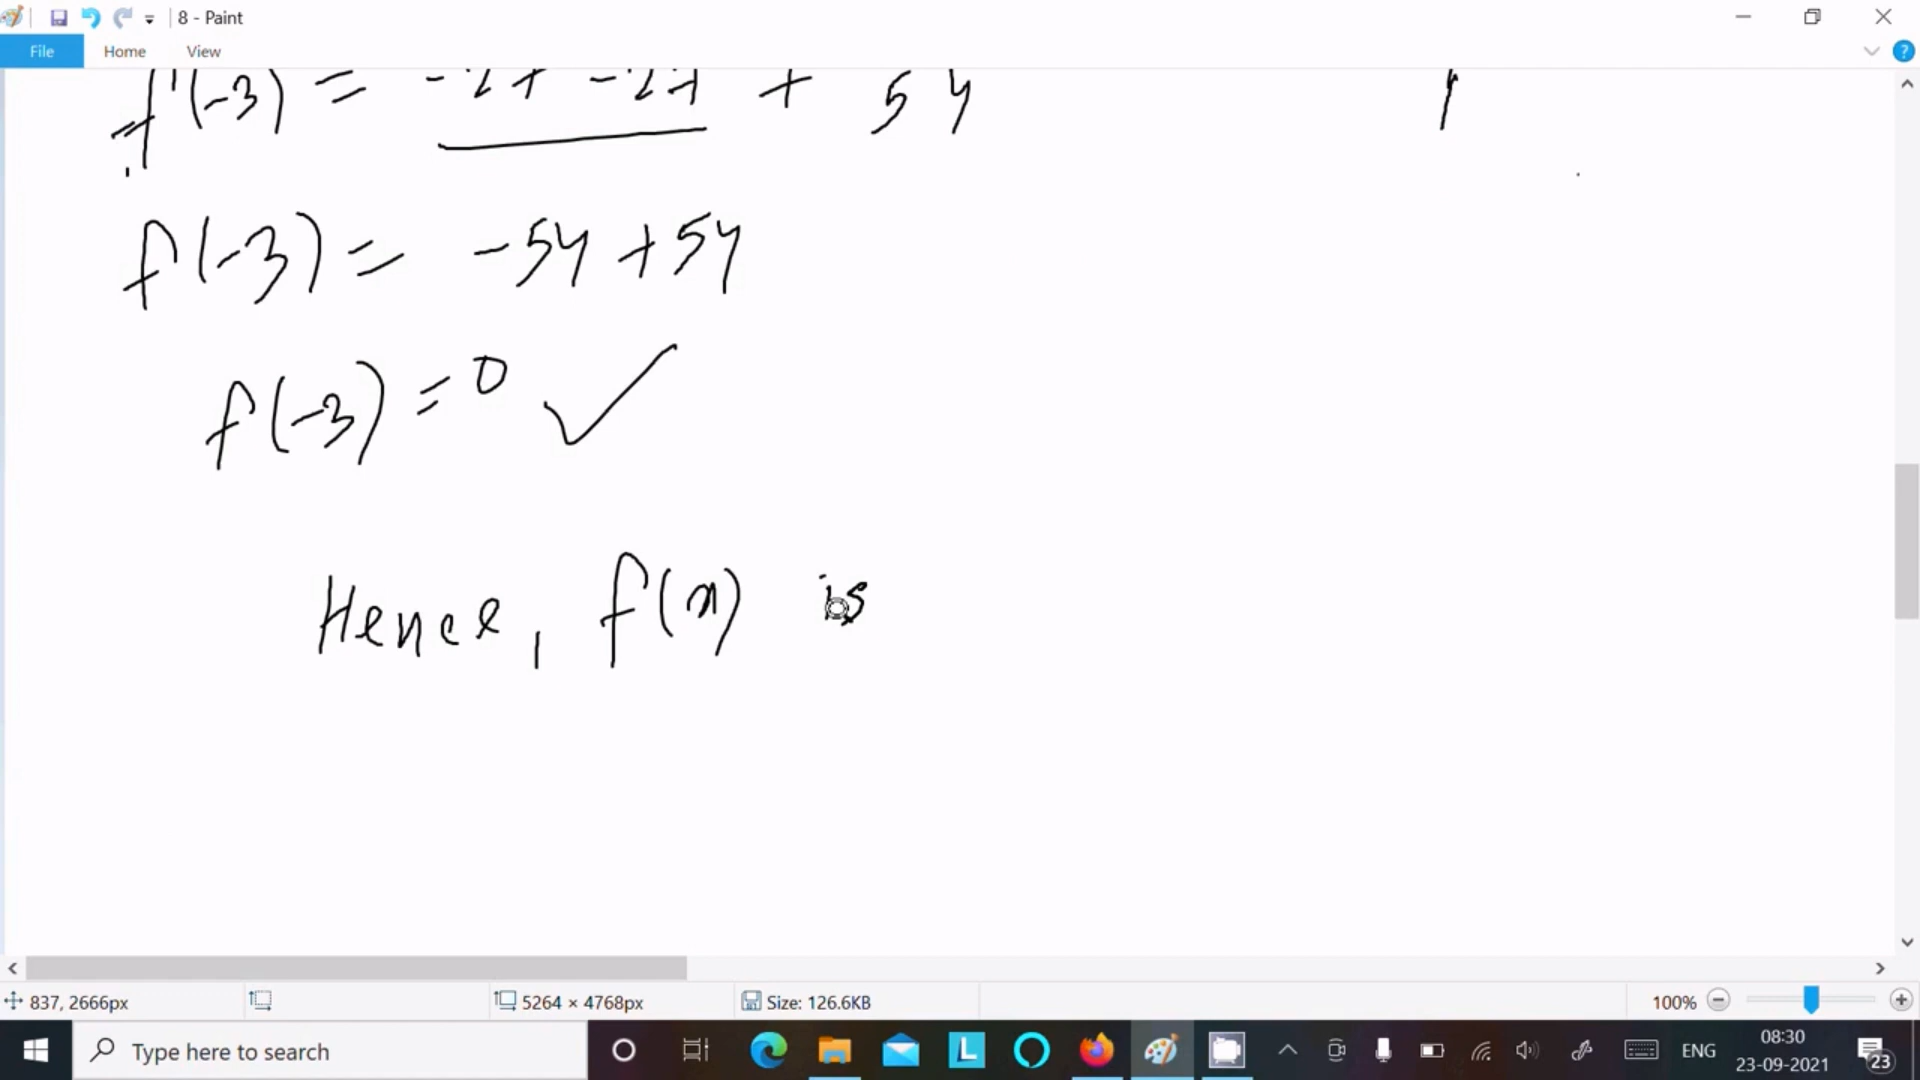 8 - Paint
File Home View
f(-3) = -27 -27 + 54
f(-3) = -54 + 54
f(-3) = 0
Hence, f(x) is
837, 2666px 5264 × 4768px Size: 126.6KB 100%
Type here to search L ENG 08:30
23-09-2021 23